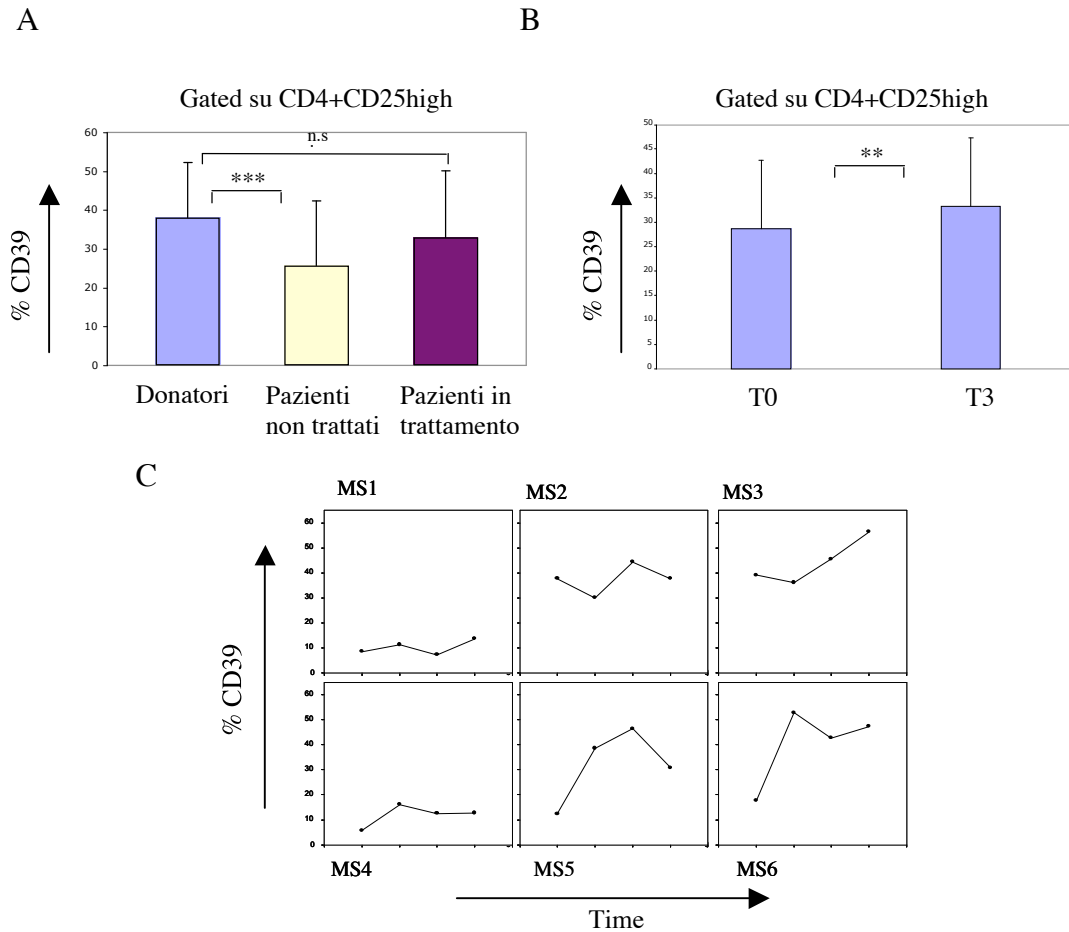 A
B
Gated su CD4+CD25high
Gated su CD4+CD25high
n.s
***
**
% CD39
60
50
40
30
20
10
0
Donatori
Pazienti
non trattati
Pazienti in
trattamento
% CD39
50
45
40
35
30
25
20
15
10
5
0
T0
T3
C
MS1
MS2
MS3
% CD39
60
50
40
30
20
10
0
60
50
40
30
20
10
0
MS4
MS5
MS6
Time